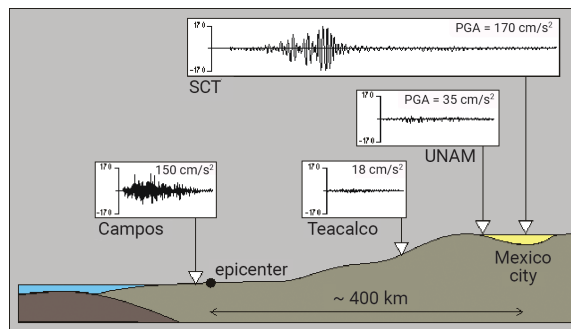 170
PGA = 170 cm/s²
-170
SCT
170
PGA = 35 cm/s²
-170
UNAM
170
150 cm/s²
-170
Campos
170
18 cm/s²
-170
Teacalco
epicenter
Mexico
city
~ 400 km